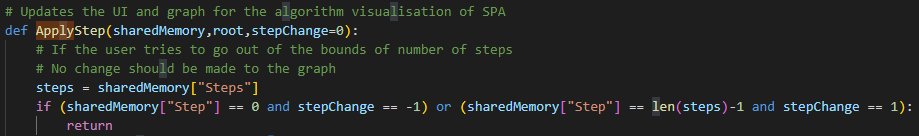 # Updates the UI and graph for the algorithm visualisation of SPA
def ApplyStep(sharedMemory,root,stepChange=0):
    # If the user tries to go out of the bounds of number of steps
    # No change should be made to the graph
    steps = sharedMemory["Steps"]
    if (sharedMemory["Step"] == 0 and stepChange == -1) or (sharedMemory["Step"] == len(steps)-1 and stepChange == 1):
        return